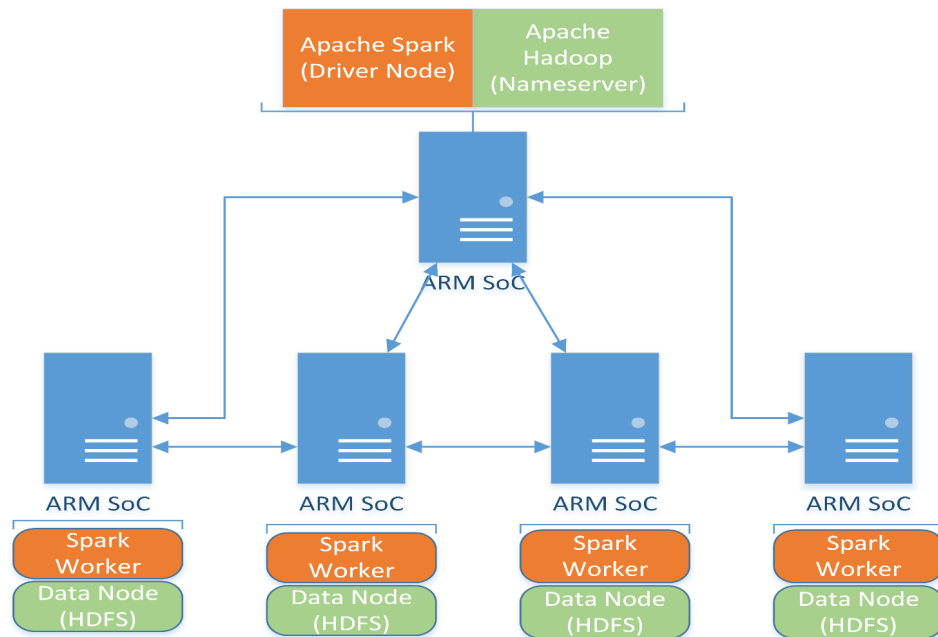 Apache Spark
(Driver Node)
Apache
Hadoop
(Nameserver)
ARM SoC
ARM SoC
ARM SoC
ARM SoC
ARM SoC
Spark
Worker
Data Node
(HDFS)
Spark
Worker
Data Node
(HDFS)
Spark
Worker
Data Node
(HDFS)
Spark
Worker
Data Node
(HDFS)